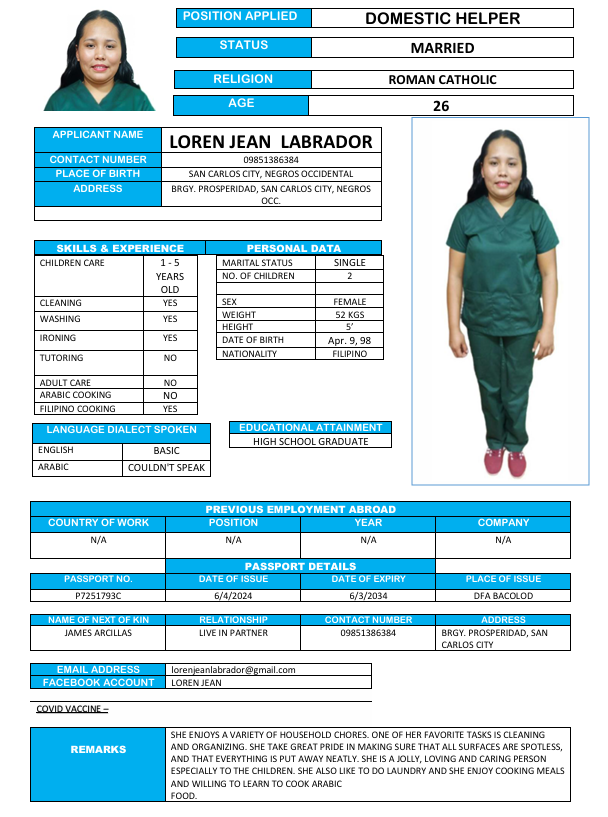 POSITION APPLIED DOMESTIC HELPER
STATUS MARRIED
RELIGION ROMAN CATHOLIC
AGE 26
APPLICANT NAME LOREN JEAN LABRADOR
CONTACT NUMBER 09851386384
PLACE OF BIRTH SAN CARLOS CITY, NEGROS OCCIDENTAL
ADDRESS BRGY. PROSPERIDAD, SAN CARLOS CITY, NEGROS
OCC.
SKILLS & EXPERIENCE
CHILDREN CARE 1 - 5
YEARS
OLD
CLEANING YES
WASHING YES
IRONING YES
TUTORING NO
ADULT CARE NO
ARABIC COOKING NO
FILIPINO COOKING YES
PERSONAL DATA
MARITAL STATUS SINGLE
NO. OF CHILDREN 2
SEX FEMALE
WEIGHT 52 KGS
HEIGHT 5’
DATE OF BIRTH Apr. 9, 98
NATIONALITY FILIPINO
LANGUAGE DIALECT SPOKEN
ENGLISH BASIC
ARABIC COULDN'T SPEAK
EDUCATIONAL ATTAINMENT
HIGH SCHOOL GRADUATE
PREVIOUS EMPLOYMENT ABROAD
COUNTRY OF WORK POSITION YEAR COMPANY
N/A N/A N/A N/A
PASSPORT DETAILS
PASSPORT NO. DATE OF ISSUE DATE OF EXPIRY PLACE OF ISSUE
P7251793C 6/4/2024 6/3/2034 DFA BACOLOD
NAME OF NEXT OF KIN RELATIONSHIP CONTACT NUMBER ADDRESS
JAMES ARCILLAS LIVE IN PARTNER 09851386384 BRGY. PROSPERIDAD, SAN
CARLOS CITY
EMAIL ADDRESS lorenjeanlabrador@gmail.com
FACEBOOK ACCOUNT LOREN JEAN
COVID VACCINE –
REMARKS
SHE ENJOYS A VARIETY OF HOUSEHOLD CHORES. ONE OF HER FAVORITE TASKS IS CLEANING
AND ORGANIZING. SHE TAKE GREAT PRIDE IN MAKING SURE THAT ALL SURFACES ARE SPOTLESS,
AND THAT EVERYTHING IS PUT AWAY NEATLY. SHE IS A JOLLY, LOVING AND CARING PERSON
ESPECIALLY TO THE CHILDREN. SHE ALSO LIKE TO DO LAUNDRY AND SHE ENJOY COOKING MEALS
AND WILLING TO LEARN TO COOK ARABIC
FOOD.